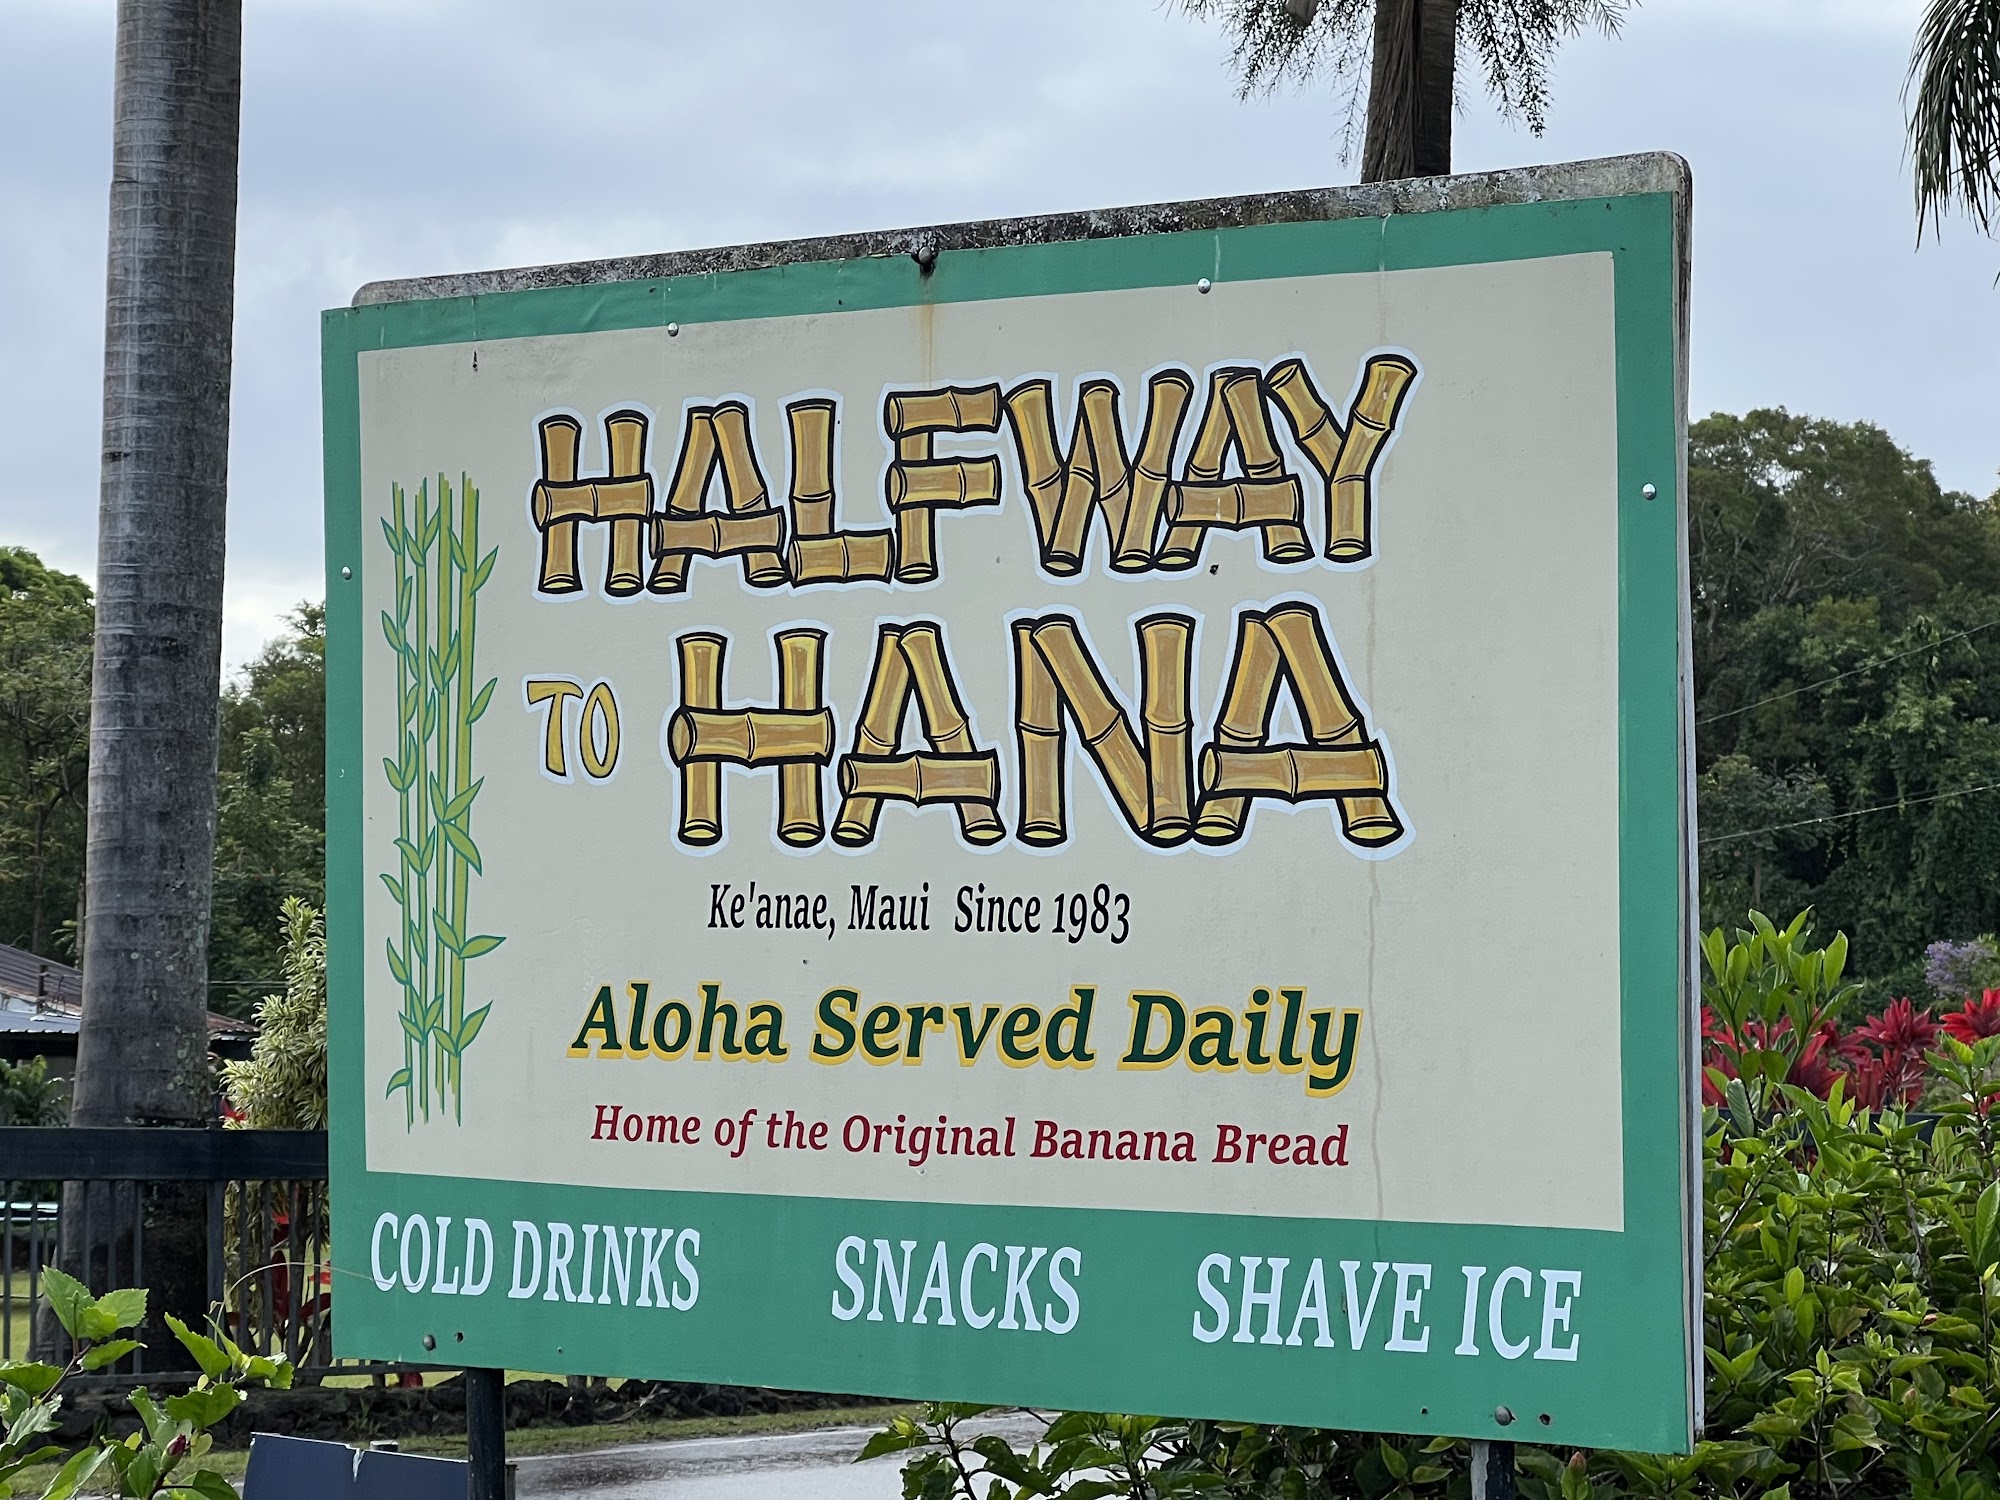 HALFWAY
TO HANA
Ke'anae, Maui Since 1983
Aloha Served Daily
Home of the Original Banana Bread
COLD DRINKS SNACKS SHAVE ICE